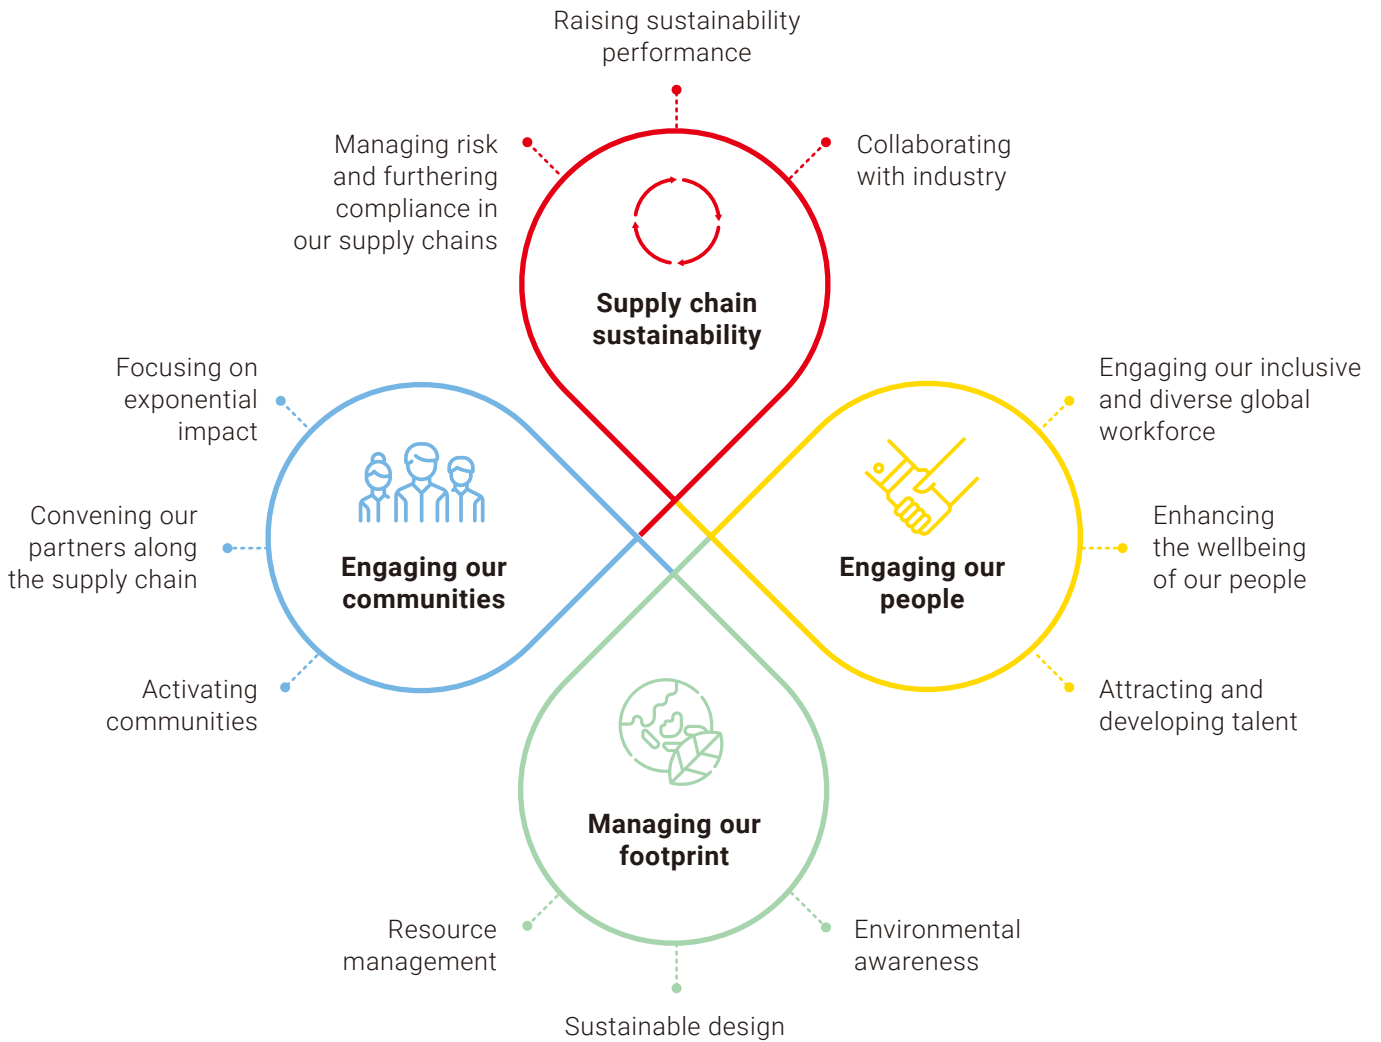 Raising sustainability
performance
Managing risk
and furthering
compliance in
our supply chains
Collaborating
with industry
Supply chain
sustainability
Focusing on
exponential
impact
Convening our
partners along
the supply chain
Activating
communities
Engaging our
communities
Engaging our inclusive
and diverse global
workforce
Enhancing
the wellbeing
of our people
Attracting and
developing talent
Engaging our
people
Managing our
footprint
Resource
management
Sustainable design
Environmental
awareness